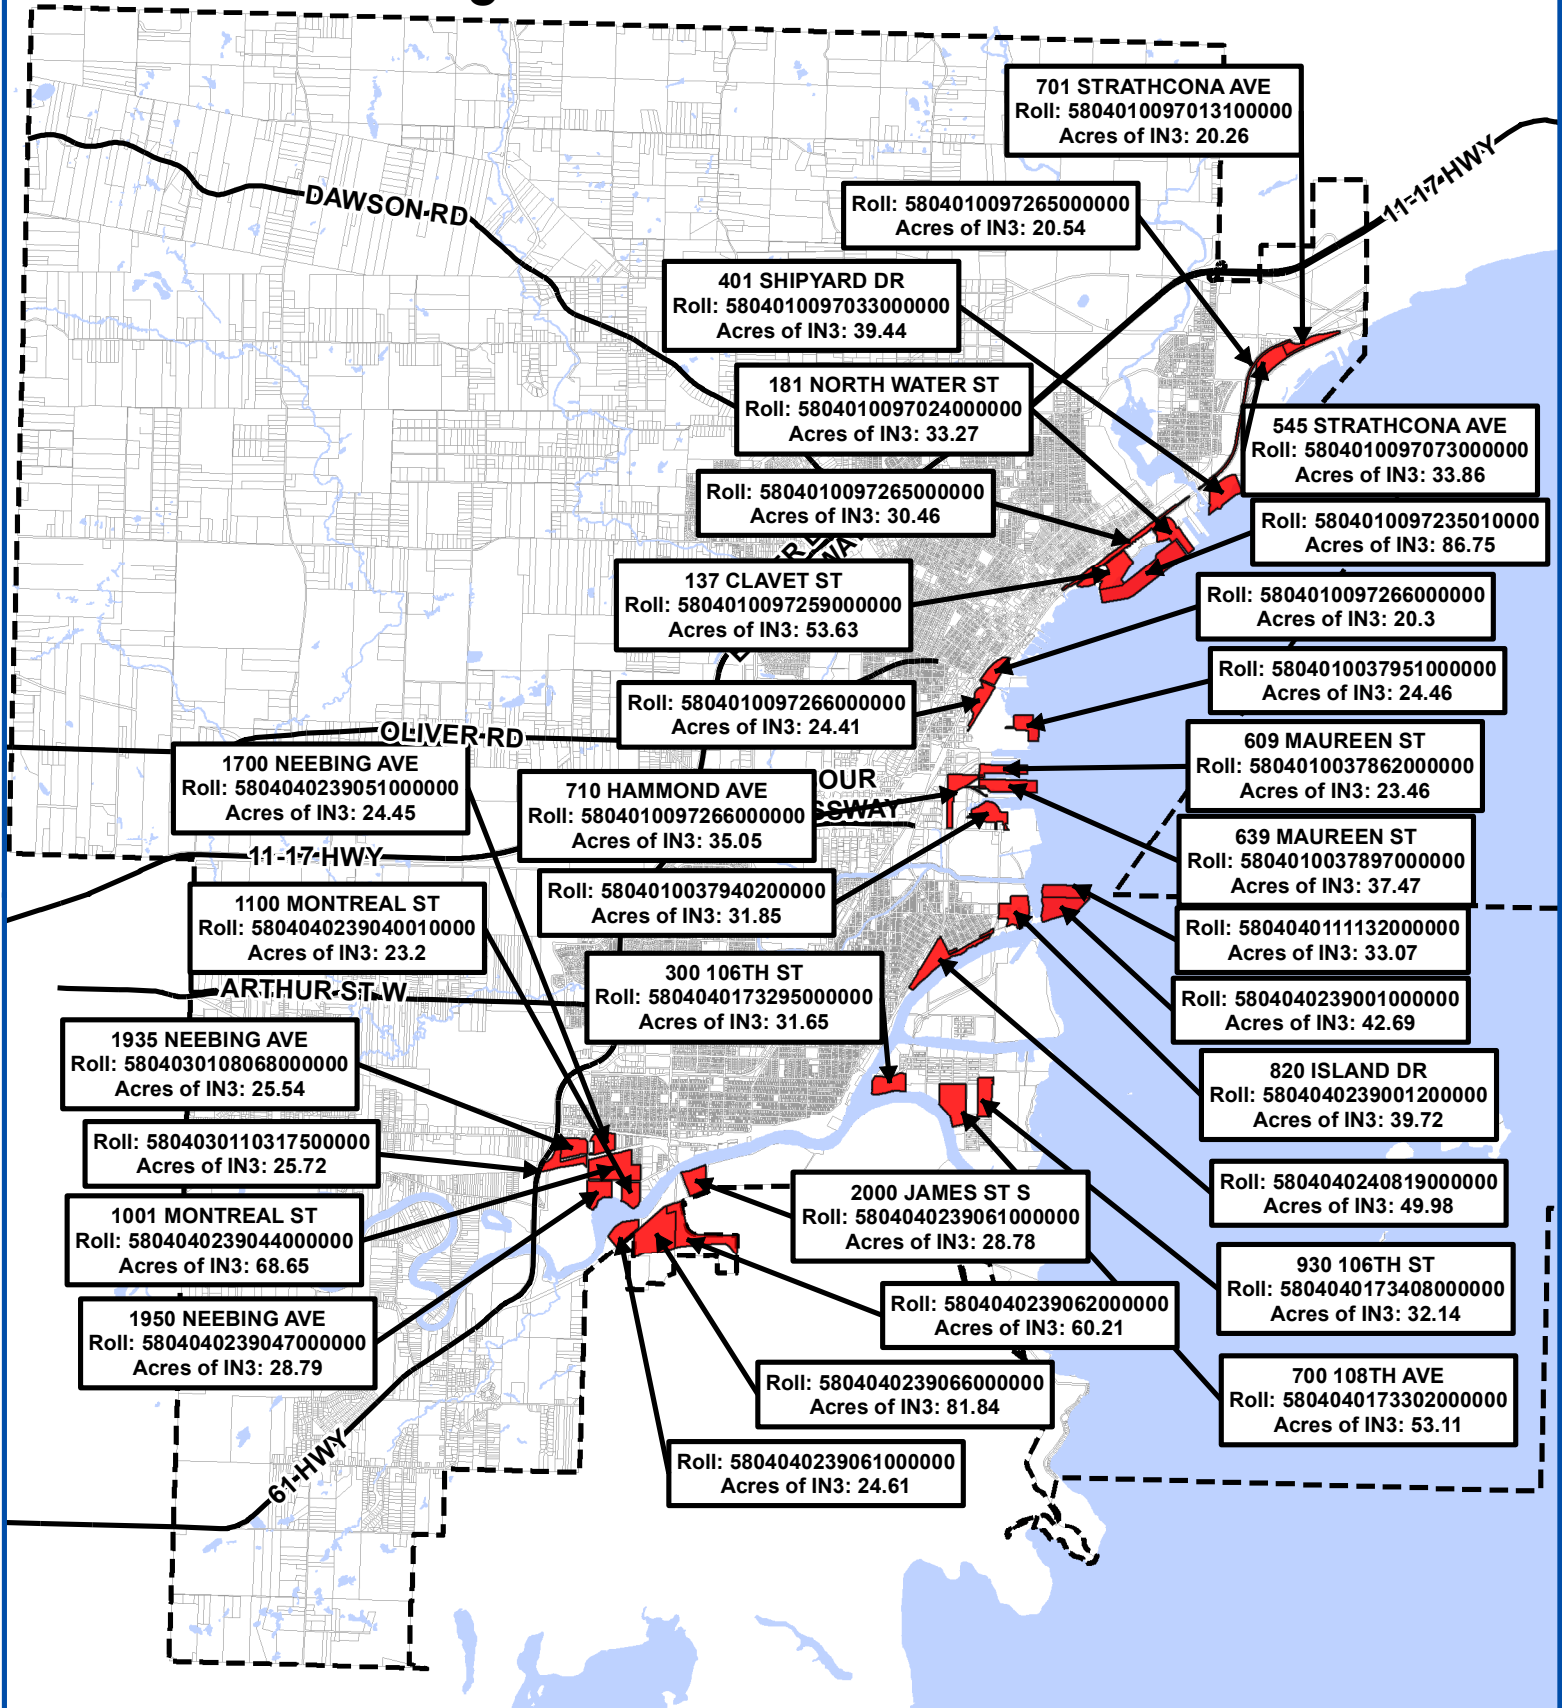 701 STRATHCONA AVE
Roll: 5804010097013100000
Acres of IN3: 20.26
11-17 HWY
DAWSON RD
Roll: 5804010097265000000
Acres of IN3: 20.54
401 SHIPYARD DR
Roll: 5804010097033000000
Acres of IN3: 39.44
181 NORTH WATER ST
Roll: 5804010097024000000
Acres of IN3: 33.27
545 STRATHCONA AVE
Roll: 5804010097073000000
Acres of IN3: 33.86
Roll: 5804010097265000000
Acres of IN3: 30.46
Roll: 5804010097235010000
Acres of IN3: 86.75
137 CLAVET ST
Roll: 5804010097259000000
Acres of IN3: 53.63
Roll: 5804010097266000000
Acres of IN3: 20.3
Roll: 5804010037951000000
Acres of IN3: 24.46
Roll: 5804010097266000000
Acres of IN3: 24.41
OLIVER RD
609 MAUREEN ST
Roll: 5804010037862000000
Acres of IN3: 23.46
1700 NEEBING AVE
Roll: 5804040239051000000
Acres of IN3: 24.45
710 HAMMOND AVE
Roll: 5804010097266000000
Acres of IN3: 35.05
639 MAUREEN ST
Roll: 5804010037897000000
Acres of IN3: 37.47
11-17 HWY
Roll: 5804010037940200000
Acres of IN3: 31.85
1100 MONTREAL ST
Roll: 5804040239040010000
Acres of IN3: 23.2
Roll: 5804040111132000000
Acres of IN3: 33.07
300 106TH ST
Roll: 5804040173295000000
Acres of IN3: 31.65
ARTHUR ST W
Roll: 5804040239001000000
Acres of IN3: 42.69
1935 NEEBING AVE
Roll: 5804030108068000000
Acres of IN3: 25.54
820 ISLAND DR
Roll: 5804040239001200000
Acres of IN3: 39.72
Roll: 5804030110317500000
Acres of IN3: 25.72
Roll: 5804040240819000000
Acres of IN3: 49.98
2000 JAMES ST S
Roll: 5804040239061000000
Acres of IN3: 28.78
1001 MONTREAL ST
Roll: 5804040239044000000
Acres of IN3: 68.65
930 106TH ST
Roll: 5804040173408000000
Acres of IN3: 32.14
Roll: 5804040239062000000
Acres of IN3: 60.21
1950 NEEBING AVE
Roll: 5804040239047000000
Acres of IN3: 28.79
Roll: 5804040239066000000
Acres of IN3: 81.84
700 108TH AVE
Roll: 5804040173302000000
Acres of IN3: 53.11
Roll: 5804040239061000000
Acres of IN3: 24.61
61 HWY